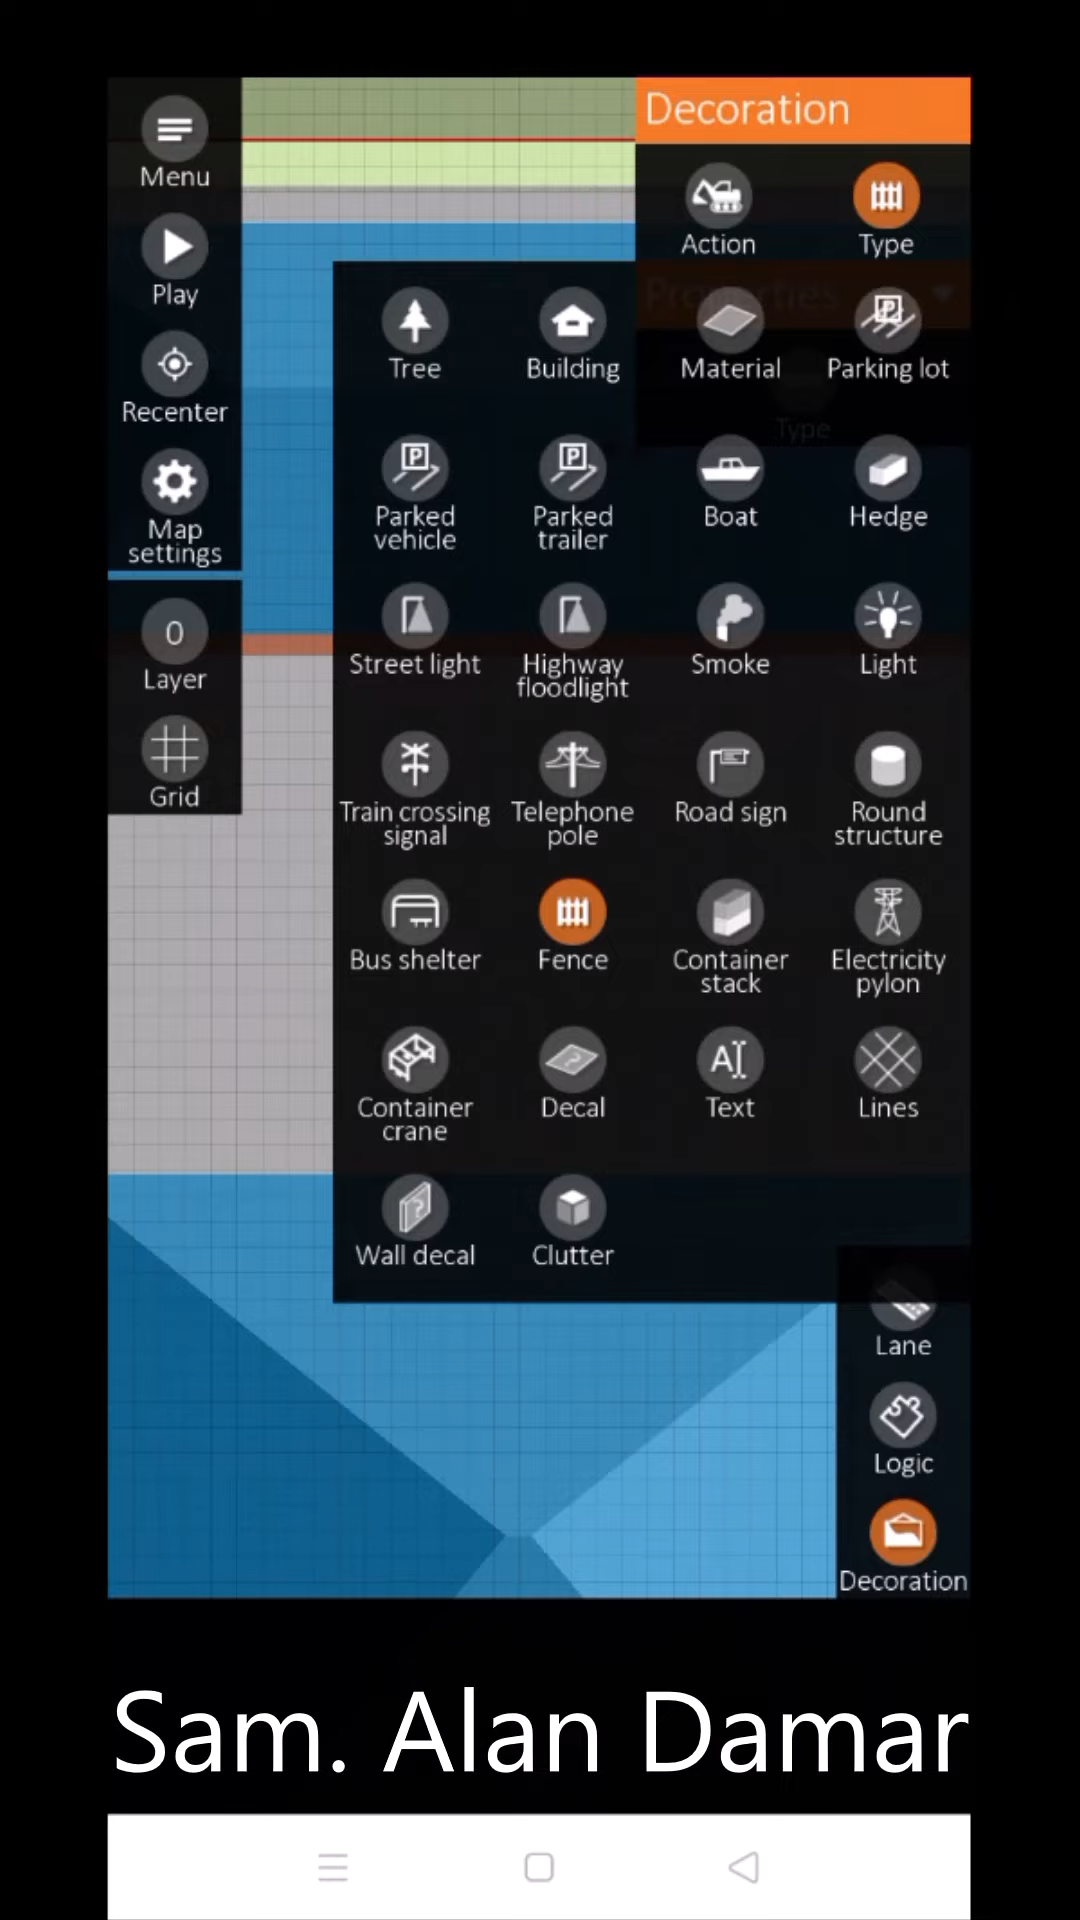 Decoration
Menu
Action
Type
Play
Properties
Tree
Building
Material
Parking lot
Recenter
Type
Parked
vehicle
Parked
trailer
Boat
Hedge
Map
settings
0
Layer
Street light
Highway
floodlight
Smoke
Light
Grid
Train crossing
signal
Telephone
pole
Road sign
Round
structure
Bus shelter
Fence
Container
stack
Electricity
pylon
Container
crane
Decal
Text
Lines
Wall decal
Clutter
Lane
Logic
Decoration
Sam. Alan Damar